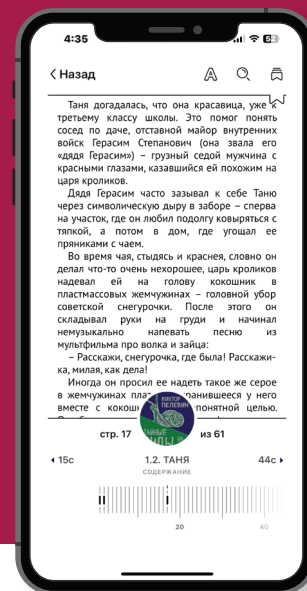 4:35
Назад
Таня догадалась, что она красавица, уже к
третьему классу школы. Это помог понять
сосед по даче, отставной майор внутренних
войск Герасим Степанович (она звала его
«дядя Герасим») – грузный седой мужчина с
красными глазами, казавшийся ей похожим на
царя кроликов.
Дядя Герасим часто зазывал к себе Таню
через символическую дыру в заборе – сперва
на участок, где он любил подолгу ковыряться с
тяпкой, а потом в дом, где угощал ее
пряниками с чаем.
Во время чая, стыдясь и краснея, словно он
делал что-то очень нехорошее, царь кроликов
надевал ей на голову кокошник в
пластмассовых жемчужинах – головной убор
советской снегурочки. После этого он
складывал руки на груди и начинал
немузыкально напевать песню из
мультфильма про волка и зайца:
– Расскажи, снегурочка, где была! Расскажи-
ка, милая, как дела!
Иногда он просил ее надеть такое же серое
в жемчужинах
вместе с понятной целью.
ВИКТОР
ПЕЛЕВИН
стр. 17 из 61
15с 1.2. ТАНЯ 44с
СОДЕРЖАНИЕ
20 40